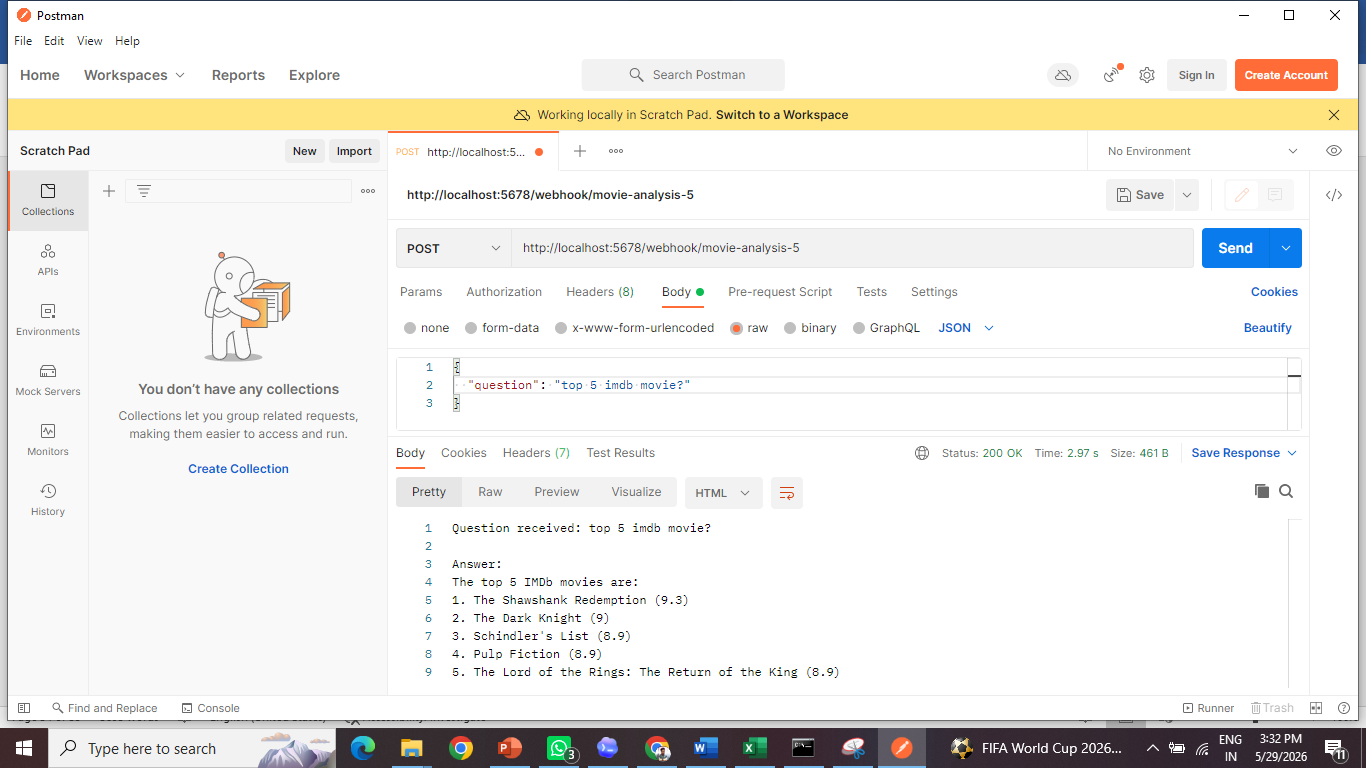 Postman
File Edit View Help
Home Workspaces Reports Explore Search Postman Sign In Create Account
Working locally in Scratch Pad. Switch to a Workspace
Scratch Pad New Import POST http://localhost:5... No Environment
http://localhost:5678/webhook/movie-analysis-5 Save
Collections
APIs
Environments
Mock Servers
Monitors
History
You don't have any collections
Collections let you group related requests,
making them easier to access and run.
Create Collection
POST http://localhost:5678/webhook/movie-analysis-5 Send
Params Authorization Headers (8) Body Pre-request Script Tests Settings Cookies
none form-data x-www-form-urlencoded raw binary GraphQL JSON Beautify
1 {
2 "question": "top 5 imdb movie?"
3 }
Body Cookies Headers (7) Test Results Status: 200 OK Time: 2.97 s Size: 461 B Save Response
Pretty Raw Preview Visualize HTML
1 Question received: top 5 imdb movie?
2
3 Answer:
4 The top 5 IMDb movies are:
5 1. The Shawshank Redemption (9.3)
6 2. The Dark Knight (9)
7 3. Schindler's List (8.9)
8 4. Pulp Fiction (8.9)
9 5. The Lord of the Rings: The Return of the King (8.9)
Find and Replace Console Runner Trash
Type here to search 3 FIFA World Cup 2026... ENG 3:32 PM
IN 5/29/2026 11